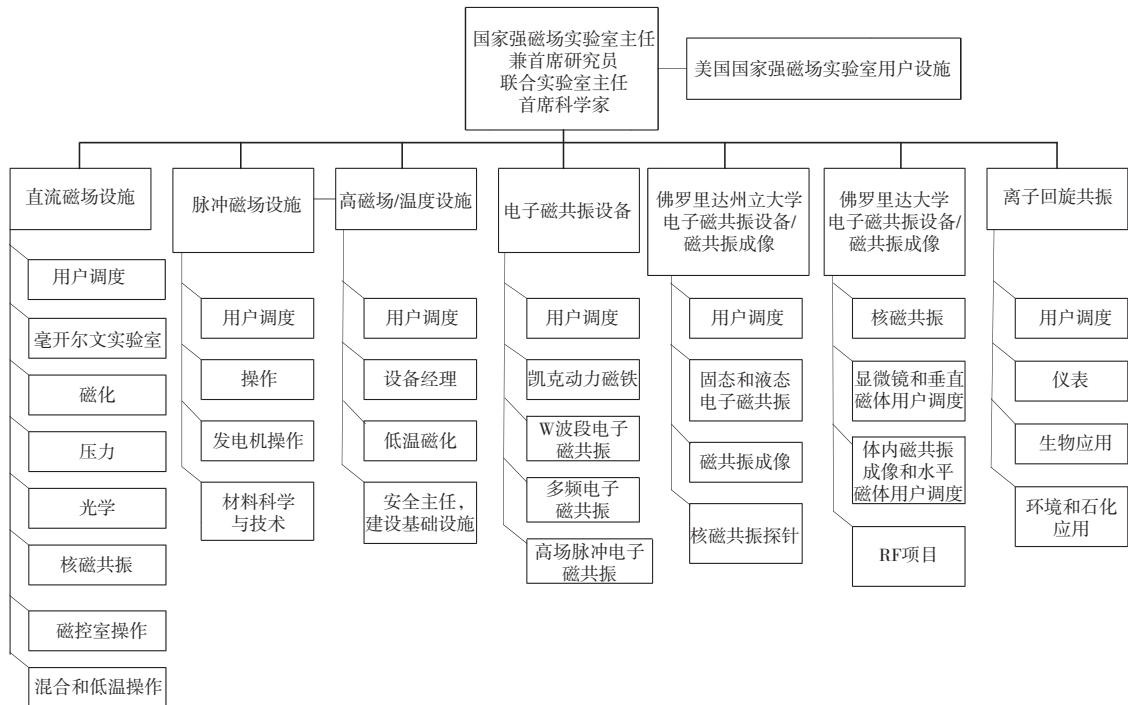 国家强磁场实验室主任
兼首席研究员
联合实验室主任
首席科学家
美国国家强磁场实验室用户设施
直流磁场设施
用户调度
毫开尔文实验室
磁化
压力
光学
核磁共振
磁控室操作
混合和低温操作
脉冲磁场设施
用户调度
操作
发电机操作
材料科学
与技术
高磁场/温度设施
用户调度
设备经理
低温磁化
安全主任，
建设基础设施
电子磁共振设备
用户调度
凯克动力磁铁
W波段电子
磁共振
多频电子
磁共振
高场脉冲电子
磁共振
佛罗里达州立大学
电子磁共振设备/
磁共振成像
用户调度
固态和液态
电子磁共振
磁共振成像
核磁共振探针
佛罗里达大学
电子磁共振设备/
磁共振成像
核磁共振
显微镜和垂直
磁体用户调度
体内磁共振
成像和水平
磁体用户调度
RF项目
离子回旋共振
用户调度
仪表
生物应用
环境和石化
应用